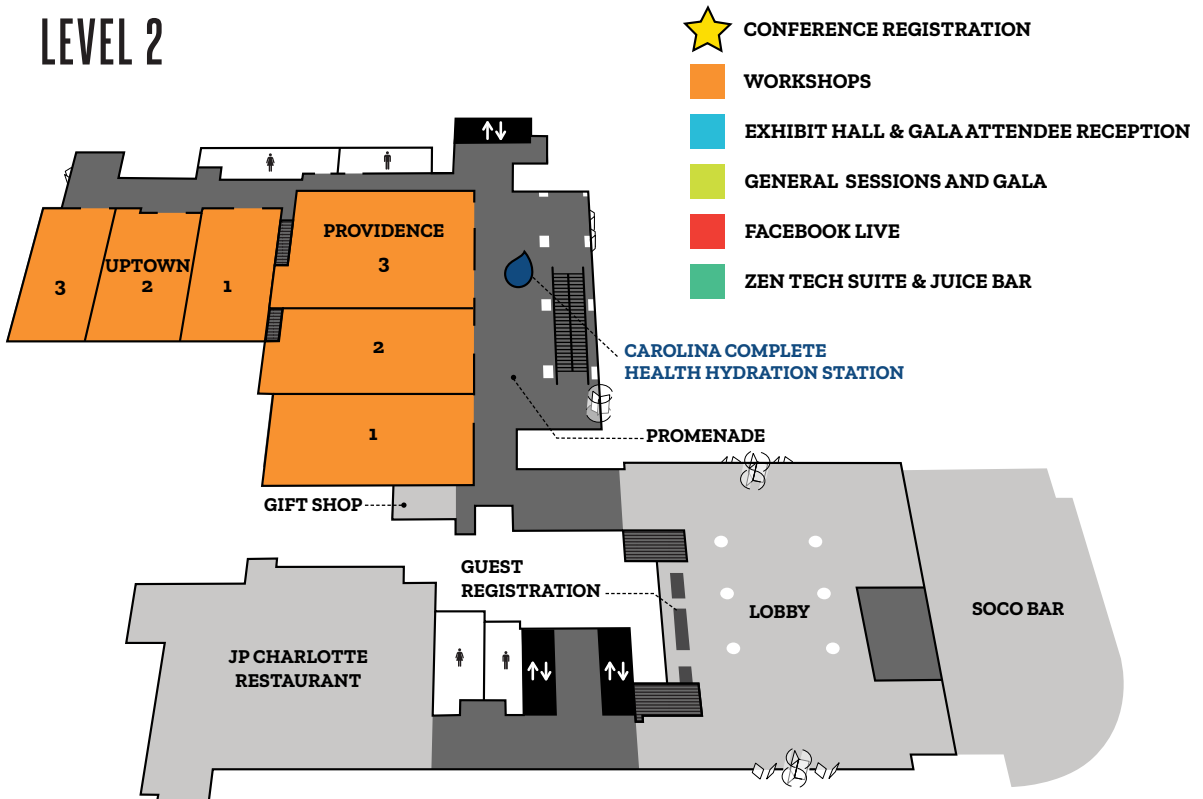 LEVEL 2
CONFERENCE REGISTRATION
WORKSHOPS
EXHIBIT HALL & GALA ATTENDEE RECEPTION
GENERAL SESSIONS AND GALA
FACEBOOK LIVE
ZEN TECH SUITE & JUICE BAR
PROVIDENCE
3
UPTOWN
3
2
1
2
1
CAROLINA COMPLETE
HEALTH HYDRATION STATION
PROMENADE
GIFT SHOP
GUEST
REGISTRATION
LOBBY
SOCO BAR
JP CHARLOTTE
RESTAURANT